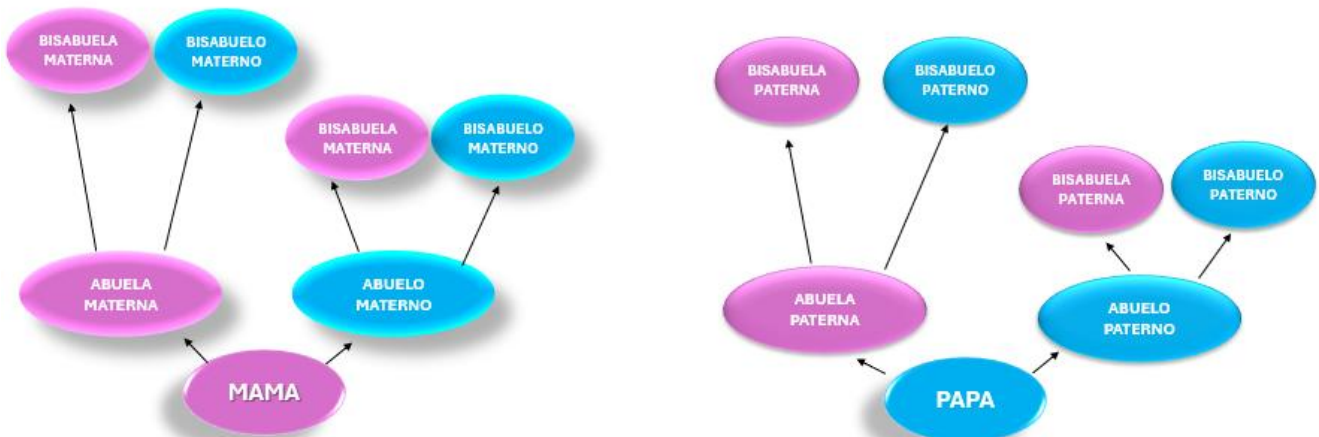 BISABUELA
MATERNA
BISABUELO
MATERNO
BISABUELA
MATERNA
BISABUELO
MATERNO
ABUELA
MATERNA
ABUELO
MATERNO
MAMA
BISABUELA
PATERNA
BISABUELO
PATERNO
BISABUELA
PATERNA
BISABUELO
PATERNO
ABUELA
PATERNA
ABUELO
PATERNO
PAPA